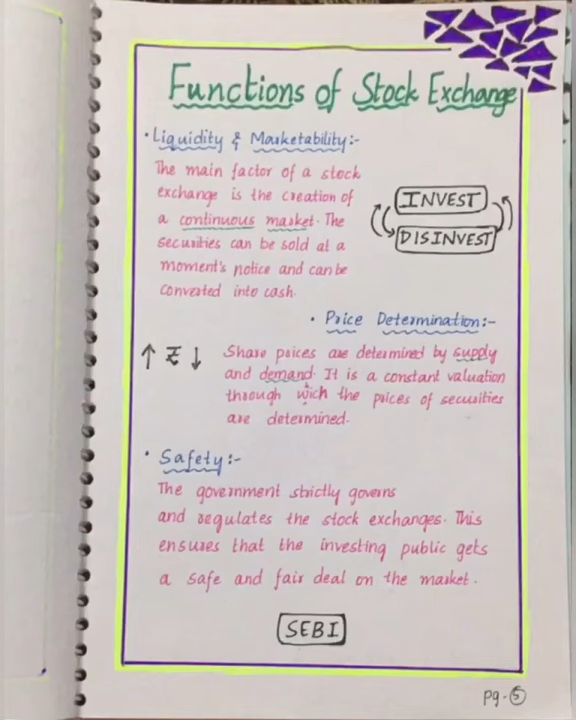 Functions of Stock Exchange
• Liquidity & Marketability:-
The main factor of a stock
exchange is the creation of
a continuous market. The
securities can be sold at a
moment's notice and can be
converted into cash.
INVEST
DISINVEST
• Price Determination:-
↑ ₹ ↓
Share prices are determined by supply
and demand. It is a constant valuation
through wich the prices of securities
are determined.
• Safety:-
The government strictly governs
and regulates the stock exchanges. This
ensures that the investing public gets
a safe and fair deal on the market.
SEBI
Pg-5